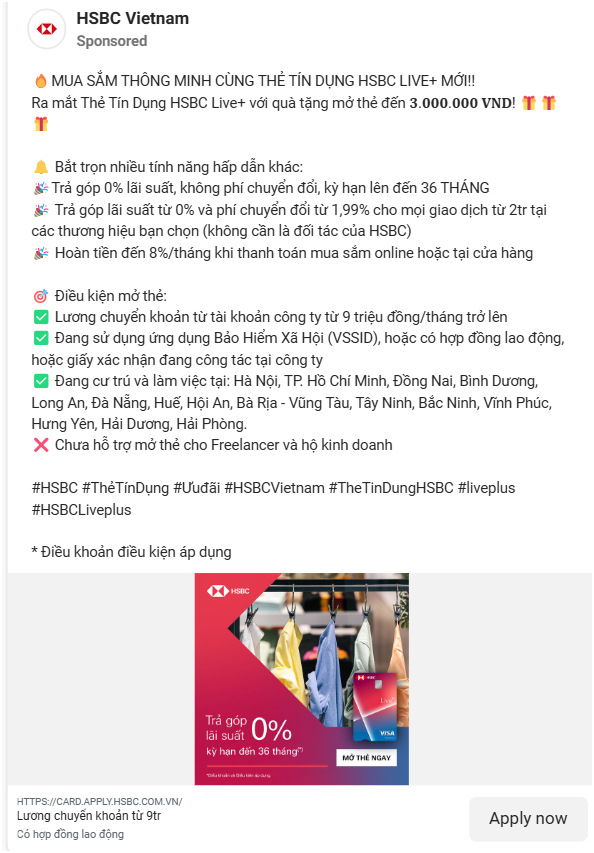 HSBC Vietnam
Sponsored
🔥MUA SẮM THÔNG MINH CÙNG THẺ TÍN DỤNG HSBC LIVE+ MỚI!!
Ra mắt Thẻ Tín Dụng HSBC Live+ với quà tặng mở thẻ đến 3.000.000 VND! 🎁 🎁
🎁
🔔 Bắt trọn nhiều tính năng hấp dẫn khác:
🎉Trả góp 0% lãi suất, không phí chuyển đổi, kỳ hạn lên đến 36 THÁNG
🎉 Trả góp lãi suất từ 0% và phí chuyển đổi từ 1,99% cho mọi giao dịch từ 2tr tại
các thương hiệu bạn chọn (không cần là đối tác của HSBC)
🎉 Hoàn tiền đến 8%/tháng khi thanh toán mua sắm online hoặc tại cửa hàng
🎯 Điều kiện mở thẻ:
✅ Lương chuyển khoản từ tài khoản công ty từ 9 triệu đồng/tháng trở lên
✅ Đang sử dụng ứng dụng Bảo Hiểm Xã Hội (VSSID), hoặc có hợp đồng lao động,
hoặc giấy xác nhận đang công tác tại công ty
✅ Đang cư trú và làm việc tại: Hà Nội, TP. Hồ Chí Minh, Đồng Nai, Bình Dương,
Long An, Đà Nẵng, Huế, Hội An, Bà Rịa - Vũng Tàu, Tây Ninh, Bắc Ninh, Vĩnh Phúc,
Hưng Yên, Hải Dương, Hải Phòng.
❌ Chưa hỗ trợ mở thẻ cho Freelancer và hộ kinh doanh
#HSBC #ThẻTínDụng #Ưuđãi #HSBCVietnam #TheTinDungHSBC #liveplus
#HSBCLiveplus
* Điều khoản điều kiện áp dụng
HSBC
Live+
VISA
Trả góp
lãi suất 0%
kỳ hạn đến 36 tháng(*)
MỞ THẺ NGAY
*Điều khoản và Điều kiện áp dụng.
HTTPS://CARD.APPLY.HSBC.COM.VN/
Lương chuyển khoản từ 9tr
Có hợp đồng lao động
Apply now